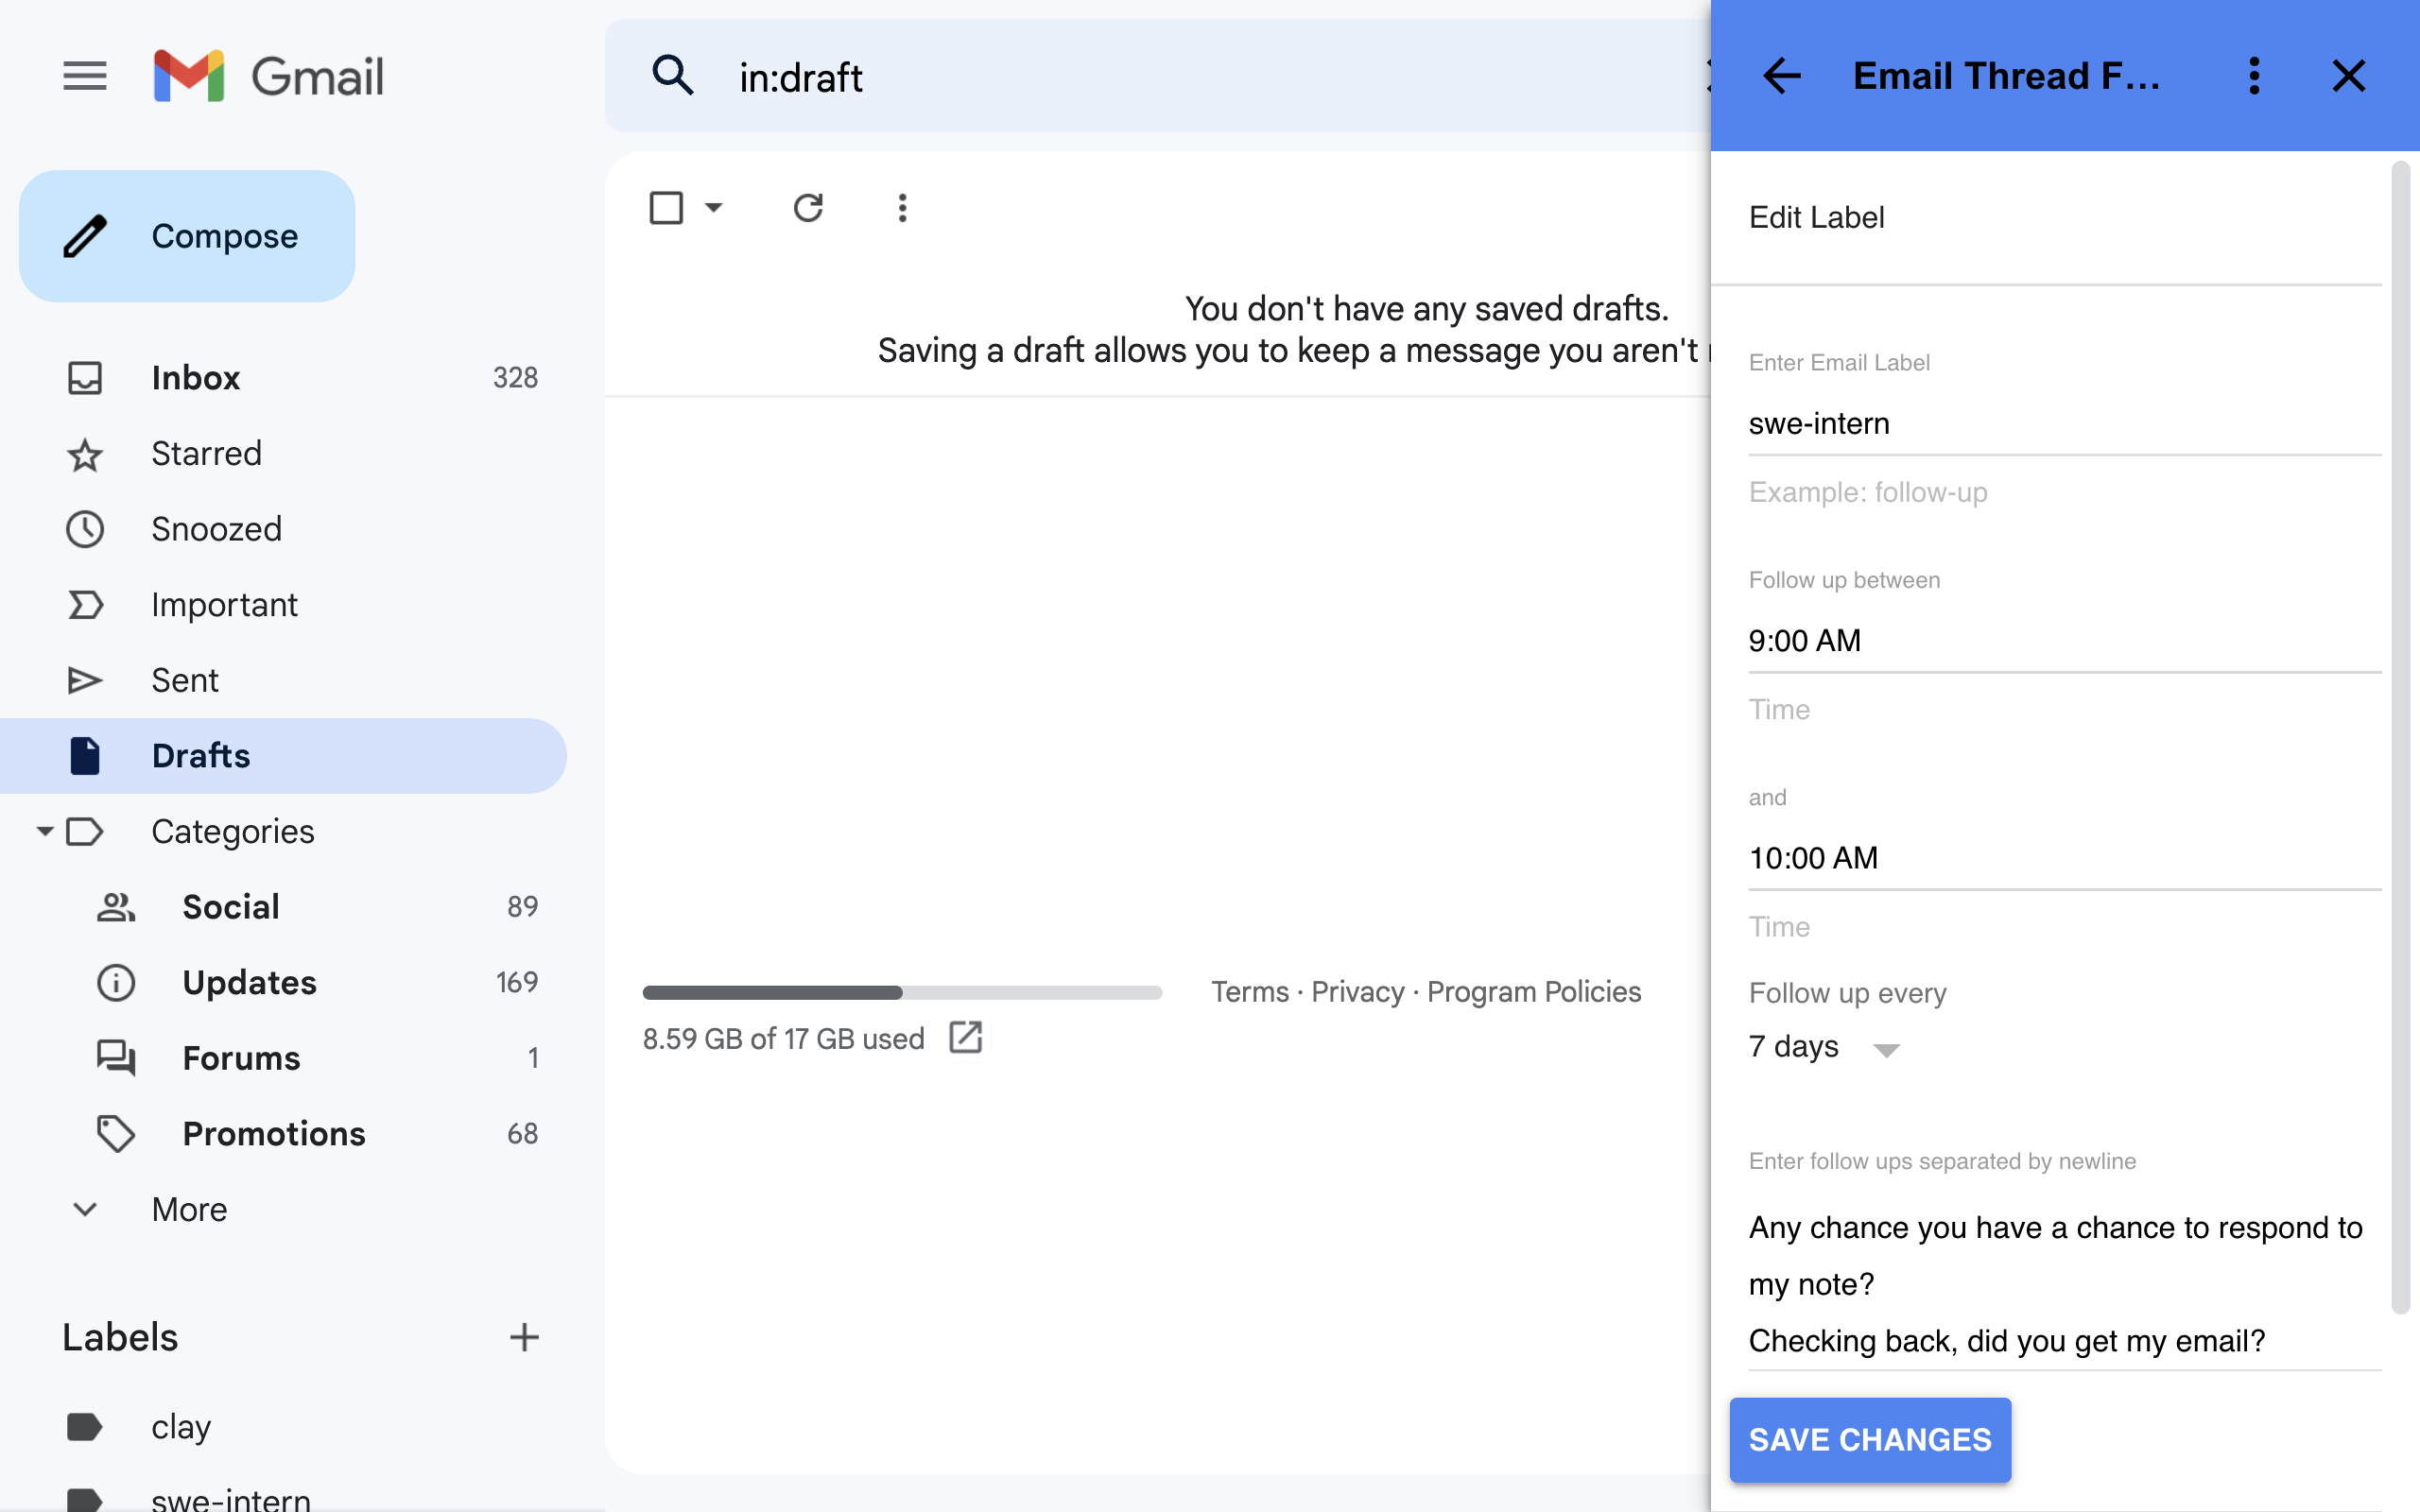 Gmail
in:draft
Email Thread F...
Compose
Edit Label
You don't have any saved drafts.
Saving a draft allows you to keep a message you aren't
Inbox 328
Starred
Snoozed
Important
Sent
Drafts
Categories
Social 89
Updates 169
Forums 1
Promotions 68
More
Labels
clay
swe-intern
8.59 GB of 17 GB used
Terms · Privacy · Program Policies
Enter Email Label
swe-intern
Example: follow-up
Follow up between
9:00 AM
Time
and
10:00 AM
Time
Follow up every
7 days
Enter follow ups separated by newline
Any chance you have a chance to respond to
my note?
Checking back, did you get my email?
SAVE CHANGES